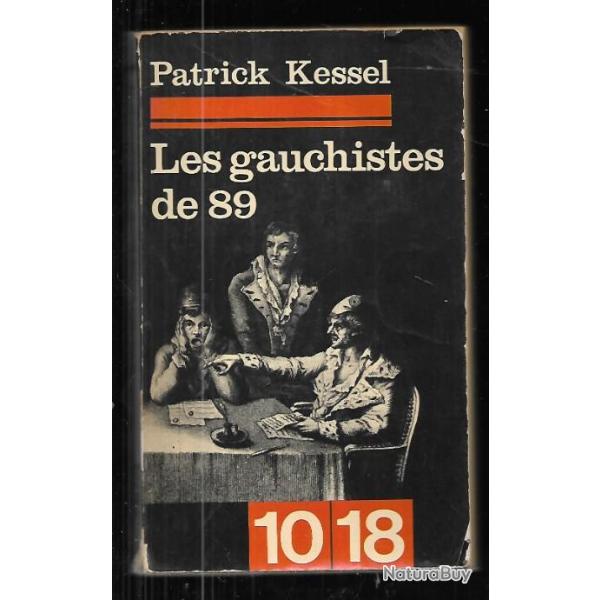 Patrick Kessel
Les gauchistes
de 89
10 18
NaturaBuy